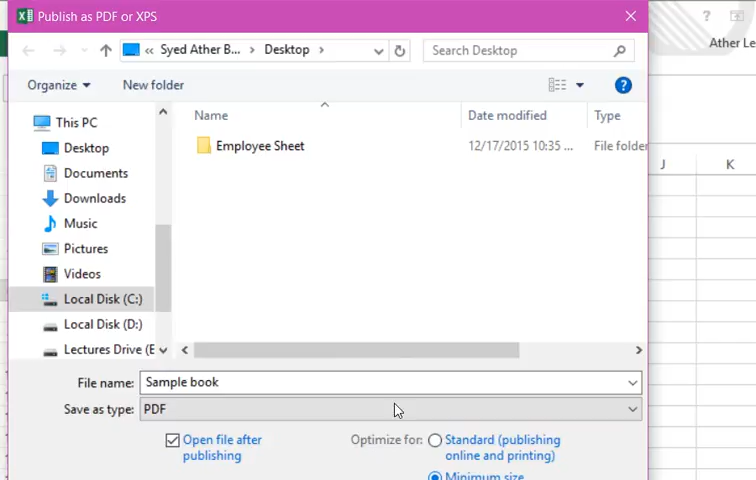 Publish as PDF or XPS
Ather Le
« Syed Ather B... > Desktop >
Search Desktop
Organize
New folder
Name
Date modified
Type
This PC
Employee Sheet
12/17/2015 10:35 ...
File folder
Desktop
Documents
Downloads
Music
Pictures
Videos
Local Disk (C:)
Local Disk (D:)
Lectures Drive (E
J
K
File name:
Sample book
Save as type:
PDF
Open file after
publishing
Optimize for:
Standard (publishing
online and printing)
Minimum size